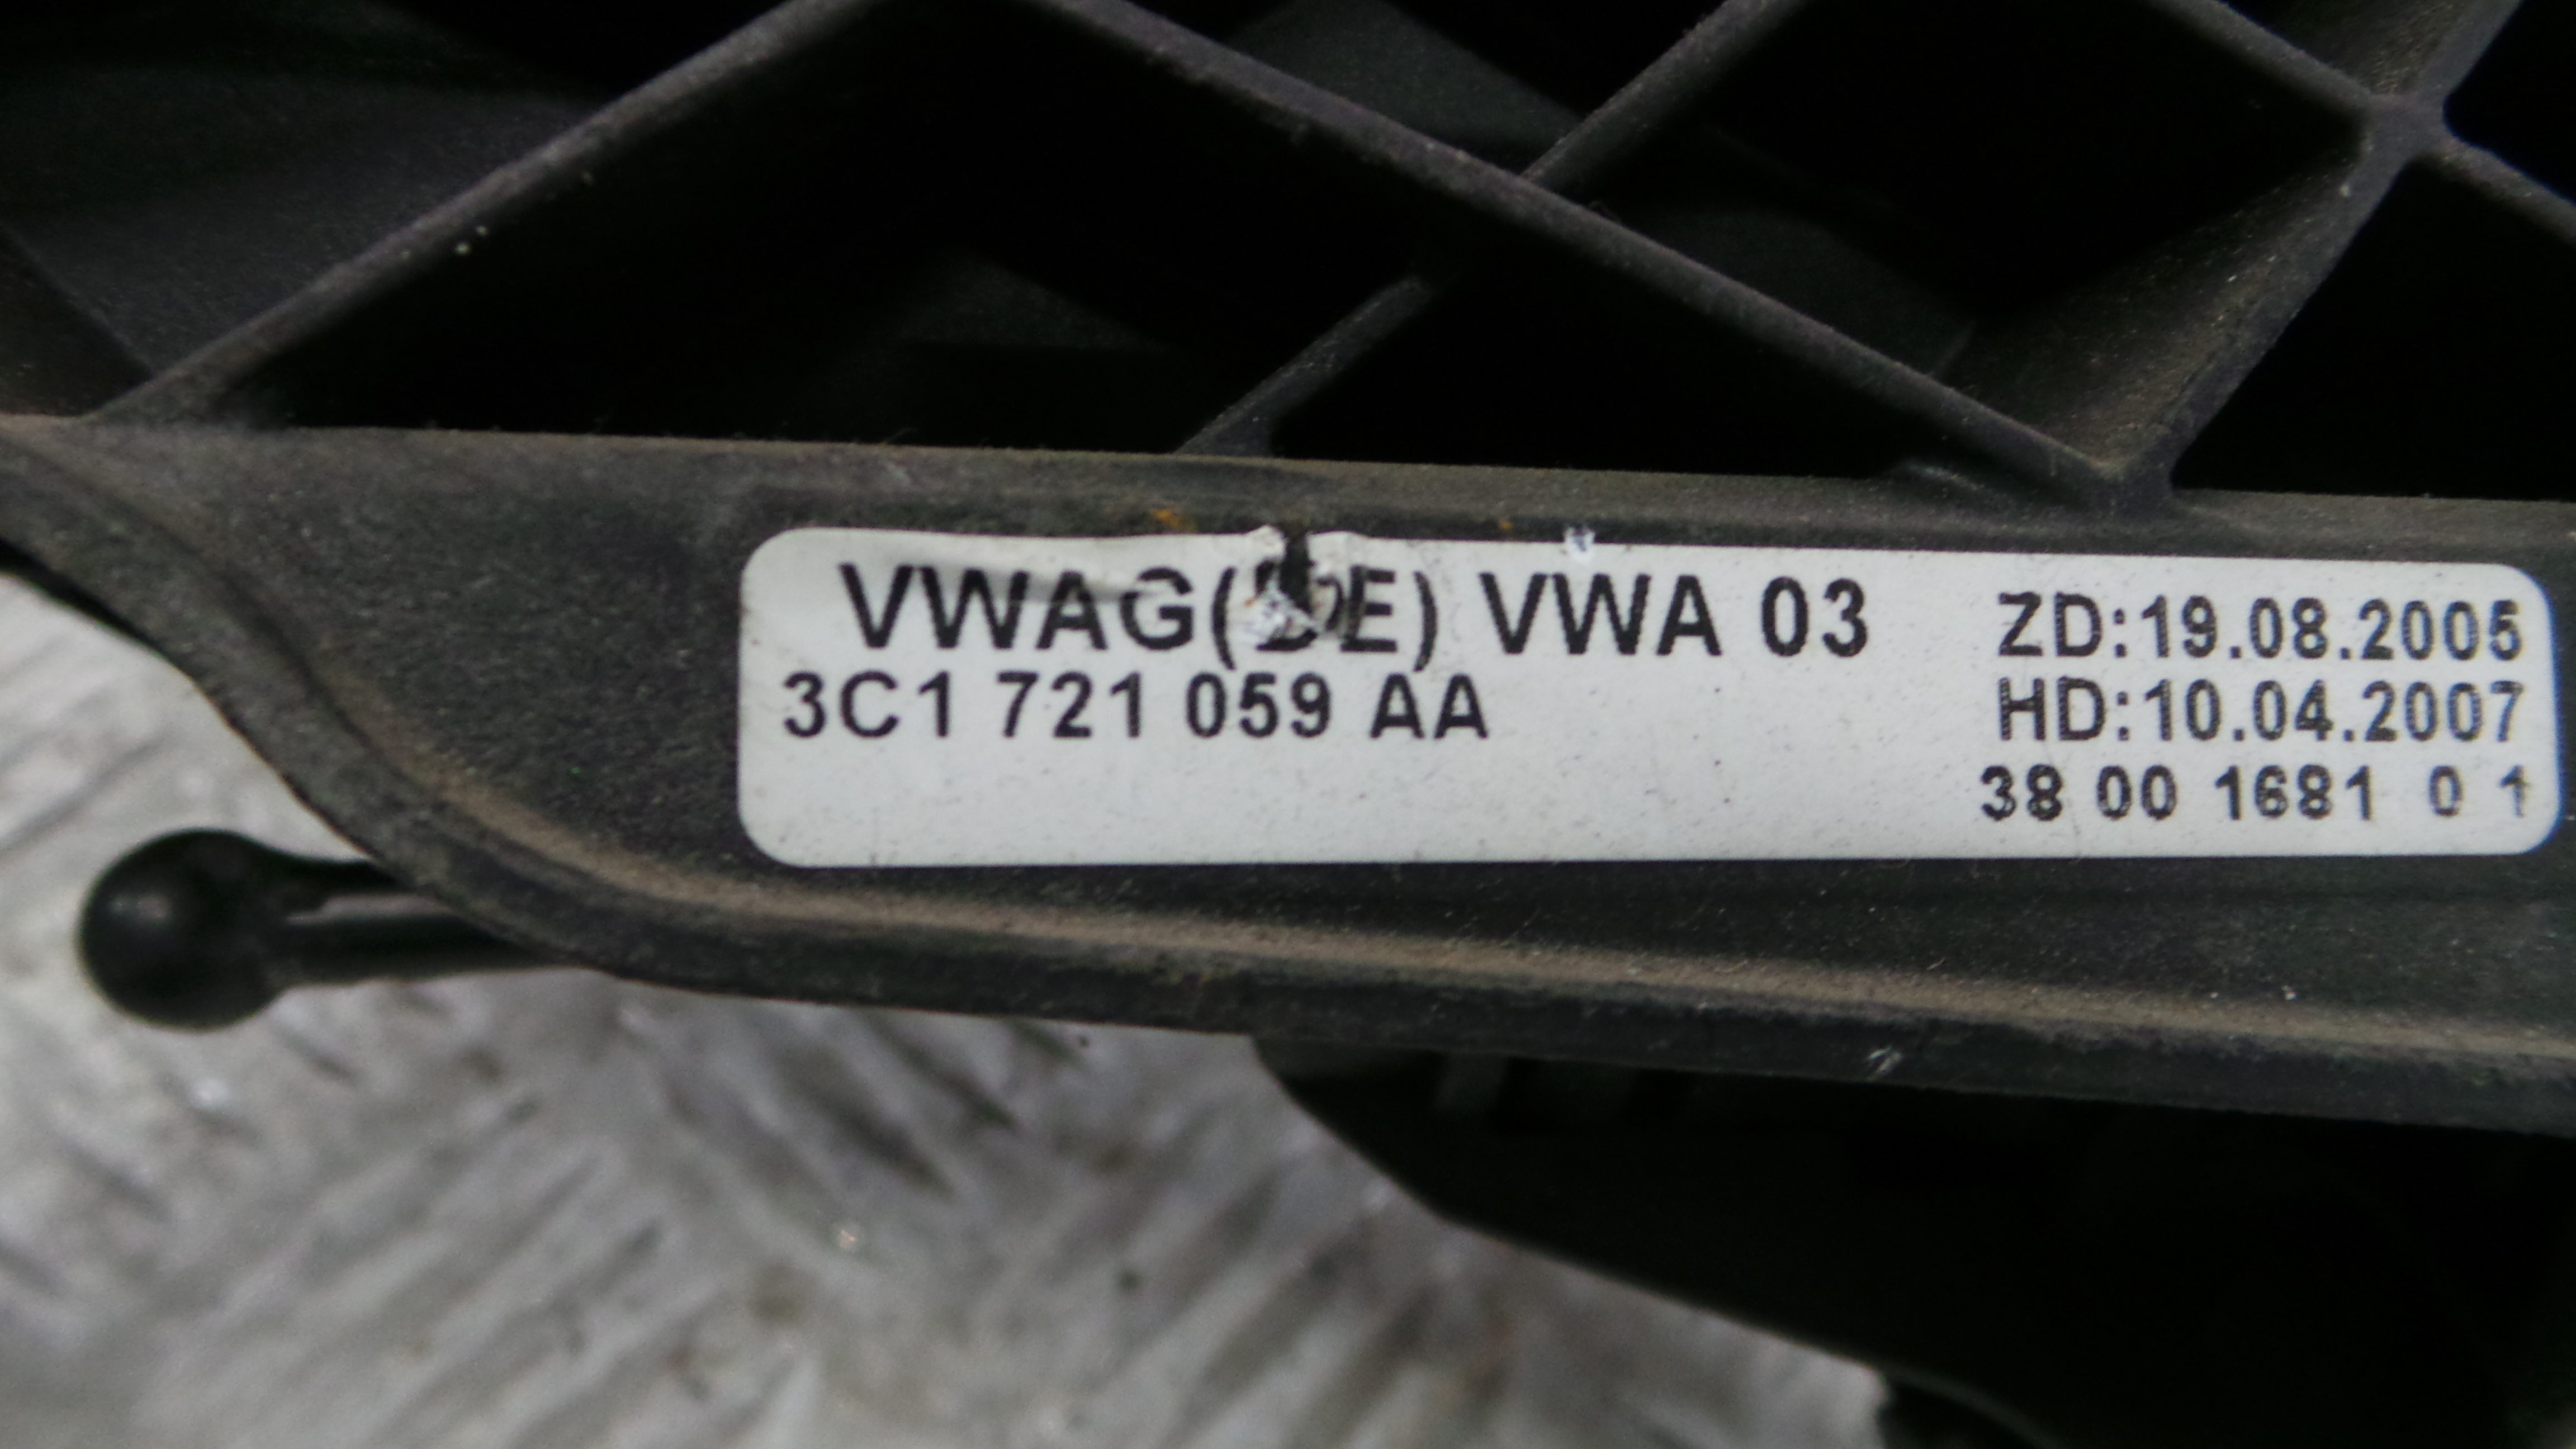 VWAG(DE) VWA 03
3C1 721 059 AA
ZD:19.08.2005
HD:10.04.2007
38 00 1681 0 1